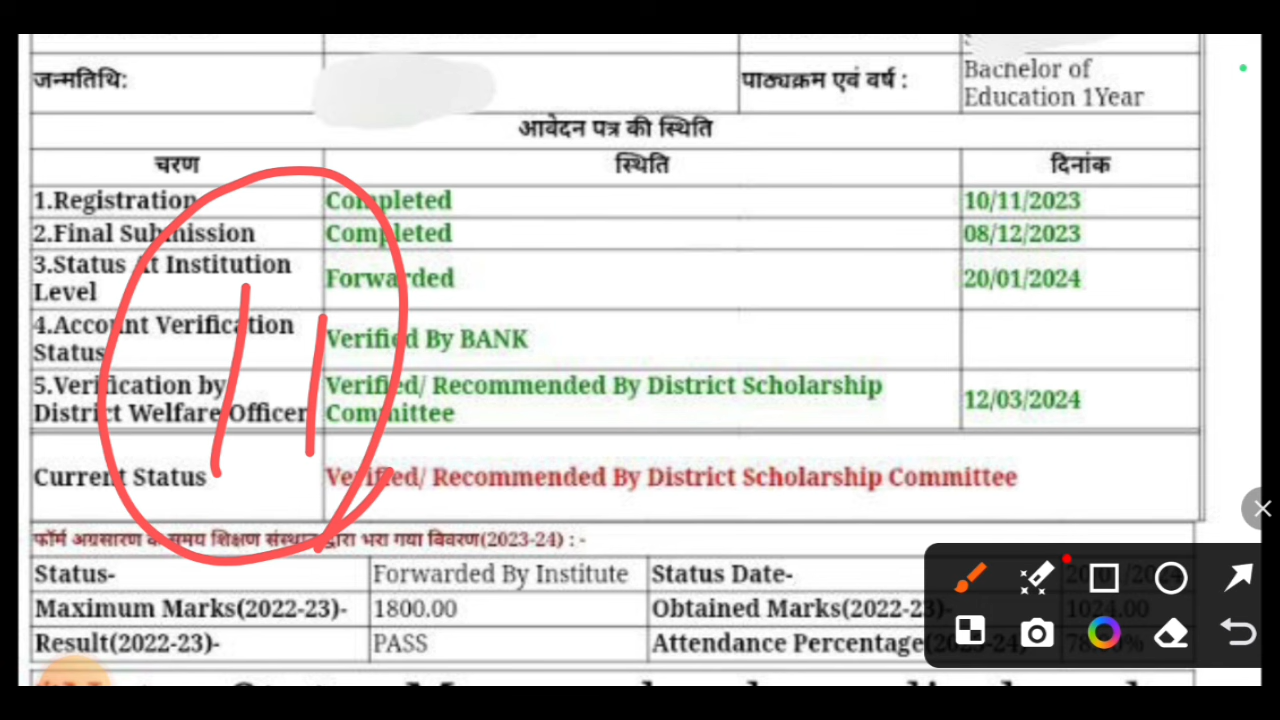 जन्मतिथि: पाठ्यक्रम एवं वर्ष : Bachelor of
Education 1Year
आवेदन पत्र की स्थिति
चरण स्थिति दिनांक
1.Registration Completed 10/11/2023
2.Final Submission Completed 08/12/2023
3.Status At Institution
Level Forwarded 20/01/2024
4.Account Verification
Status Verified By BANK
5.Verification by
District Welfare Officer Verified/ Recommended By District Scholarship
Committee 12/03/2024
Current Status Verified/ Recommended By District Scholarship Committee
फॉर्म अग्रसारण के समय शिक्षण संस्थान द्वारा भरा गया विवरण(2023-24) : -
Status- Forwarded By Institute Status Date-
Maximum Marks(2022-23)- 1800.00 Obtained Marks(2022-23)- 1024.00
Result(2022-23)- PASS Attendance Percentage(2023-24)
11